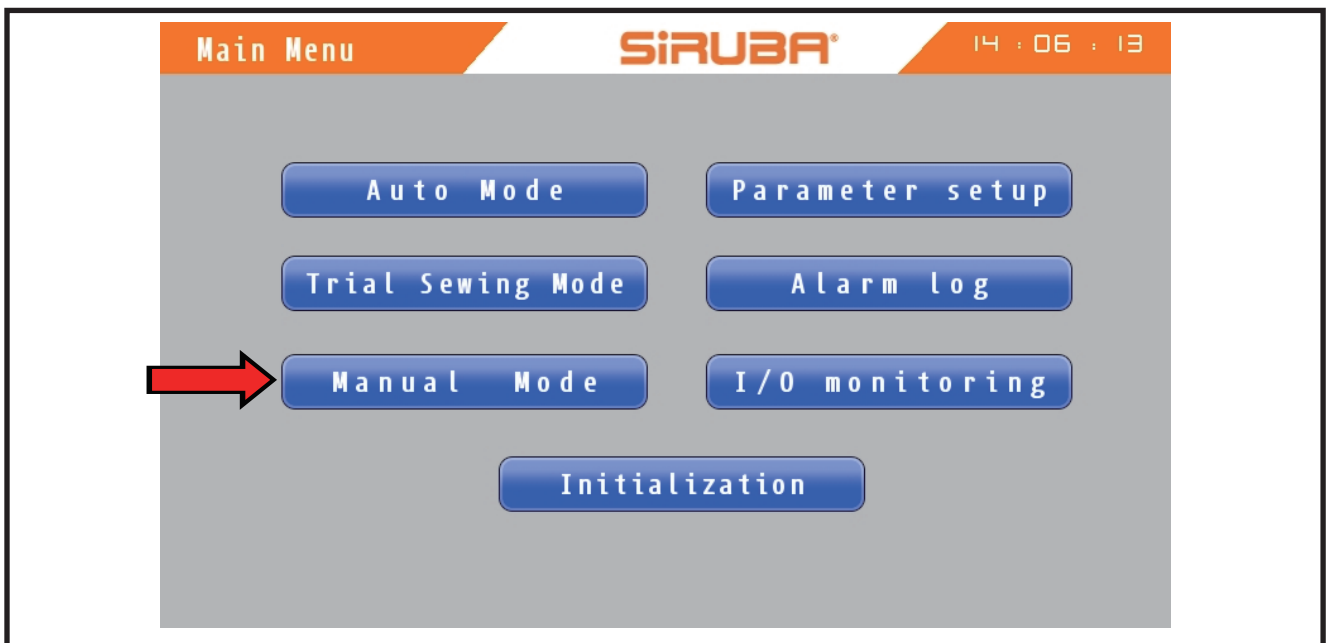 Main Menu
SiRUBA®
14 : 06 : 13
Auto Mode
Parameter setup
Trial Sewing Mode
Alarm log
Manual Mode
I/O monitoring
Initialization